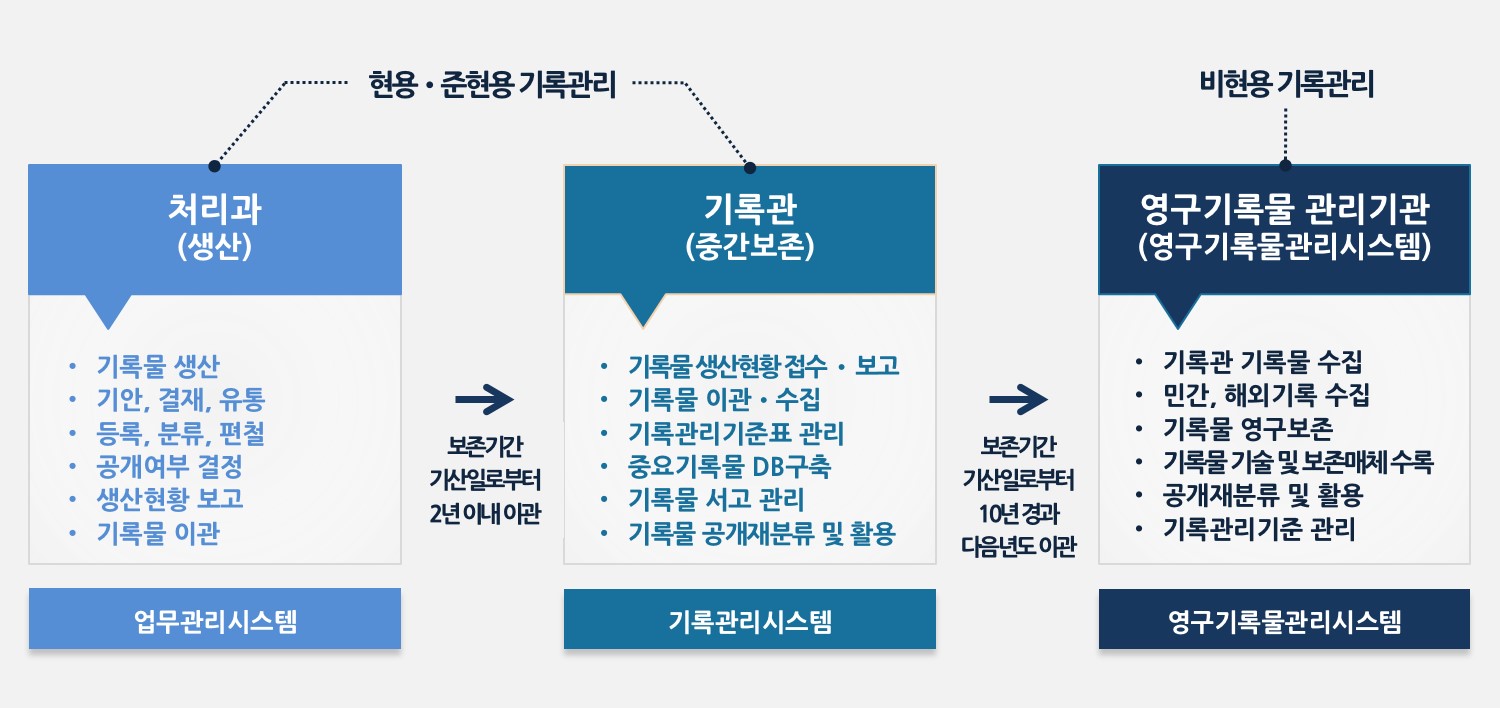 현용・준현용 기록관리
비현용 기록관리
처리과
(생산)
• 기록물 생산
• 기안, 결재, 유통
• 등록, 분류, 편철
• 공개여부 결정
• 생산현황 보고
• 기록물 이관
업무관리시스템
보존기간
기산일로부터
2년 이내 이관
기록관
(중간보존)
• 기록물 생산현황 접수・보고
• 기록물 이관・수집
• 기록관리기준표 관리
• 중요기록물 DB구축
• 기록물 서고 관리
• 기록물 공개재분류 및 활용
기록관리시스템
보존기간
기산일로부터
10년 경과
다음년도 이관
영구기록물 관리기관
(영구기록물관리시스템)
• 기록관 기록물 수집
• 민간, 해외기록 수집
• 기록물 영구보존
• 기록물 기술 및 보존매체 수록
• 공개재분류 및 활용
• 기록관리기준 관리
영구기록물관리시스템